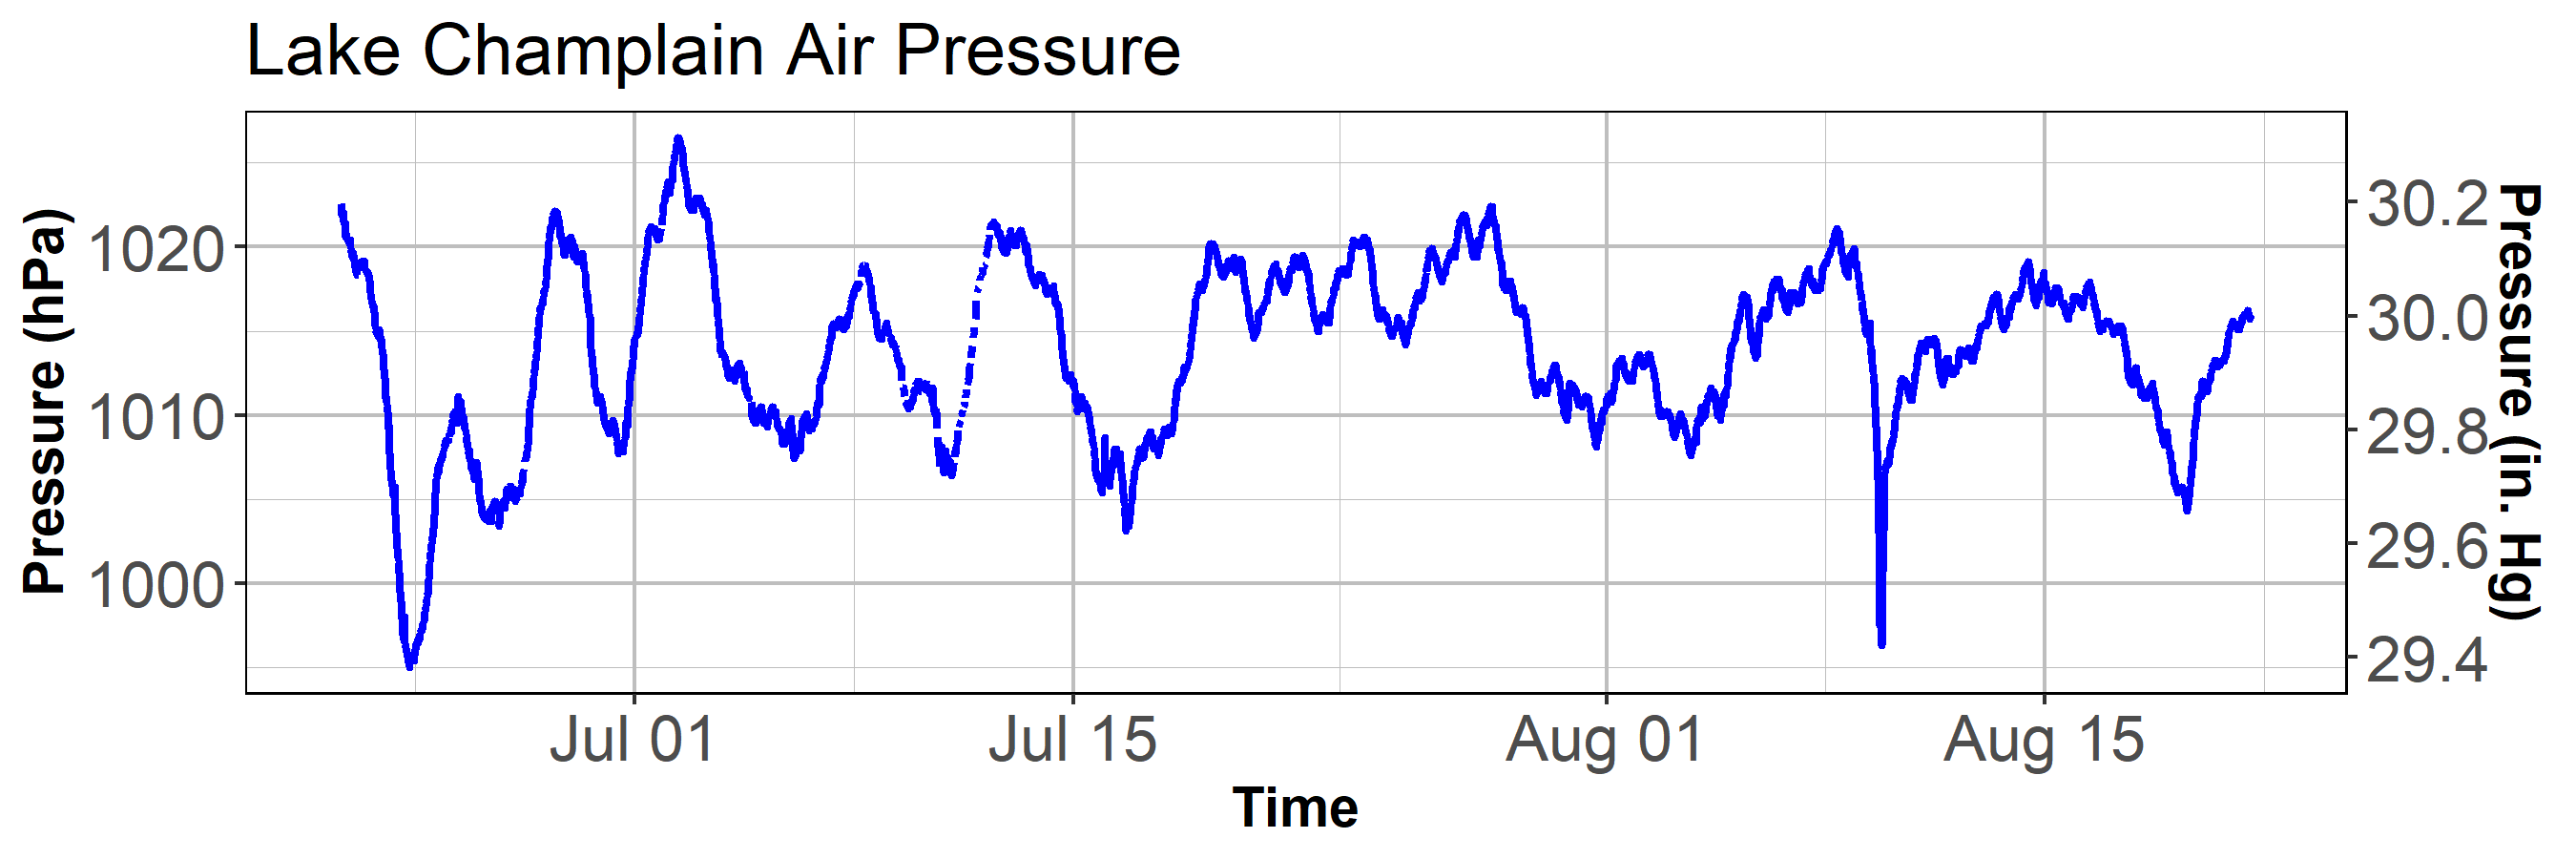 Lake Champlain Air Pressure
Pressure (hPa)
1020
1010
1000
30.2
30.0
29.8
29.6
29.4
Pressure (in. Hg)
Jul 01 Jul 15 Aug 01 Aug 15
Time